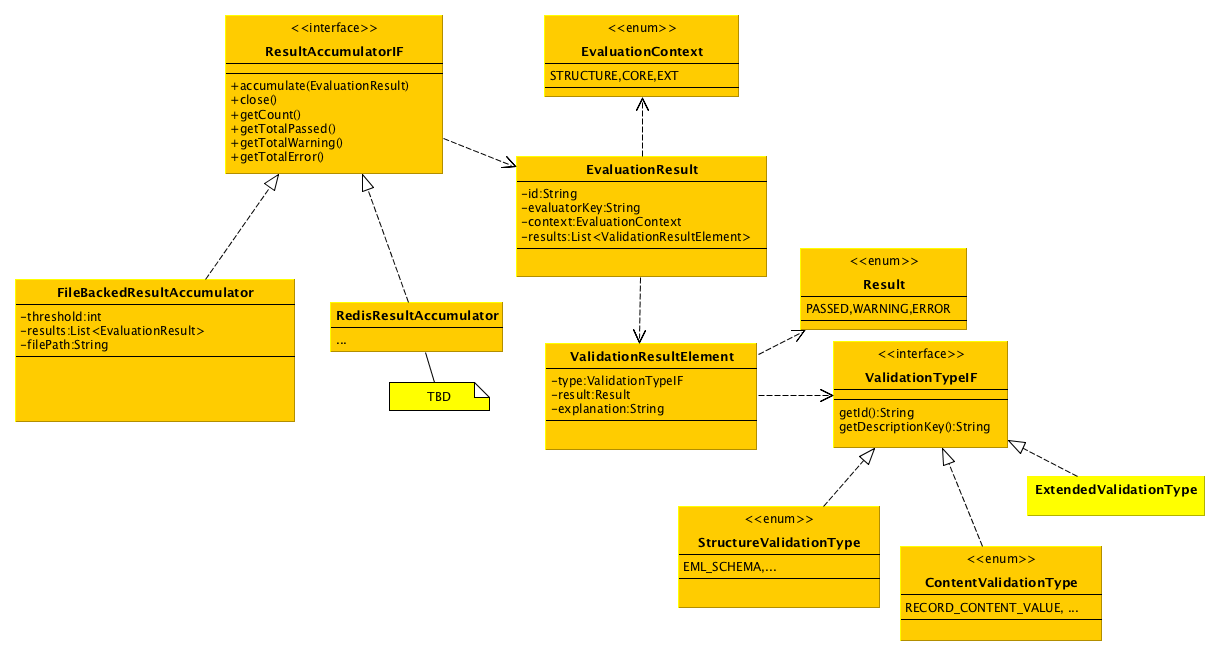 <<interface>>
ResultAccumulatorIF
+accumulate(EvaluationResult)
+close()
+getCount()
+getTotalPassed()
+getTotalWarning()
+getTotalError()
<<enum>>
EvaluationContext
STRUCTURE,CORE,EXT
EvaluationResult
-id:String
-evaluatorKey:String
-context:EvaluationContext
-results:List<ValidationResultElement>
<<enum>>
Result
PASSED,WARNING,ERROR
FileBackedResultAccumulator
-threshold:int
-results:List<EvaluationResult>
-filePath:String
RedisResultAccumulator
...
TBD
ValidationResultElement
-type:ValidationTypeIF
-result:Result
-explanation:String
<<interface>>
ValidationTypeIF
getId():String
getDescriptionKey():String
ExtendedValidationType
<<enum>>
StructureValidationType
EML_SCHEMA,...
<<enum>>
ContentValidationType
RECORD_CONTENT_VALUE, ...